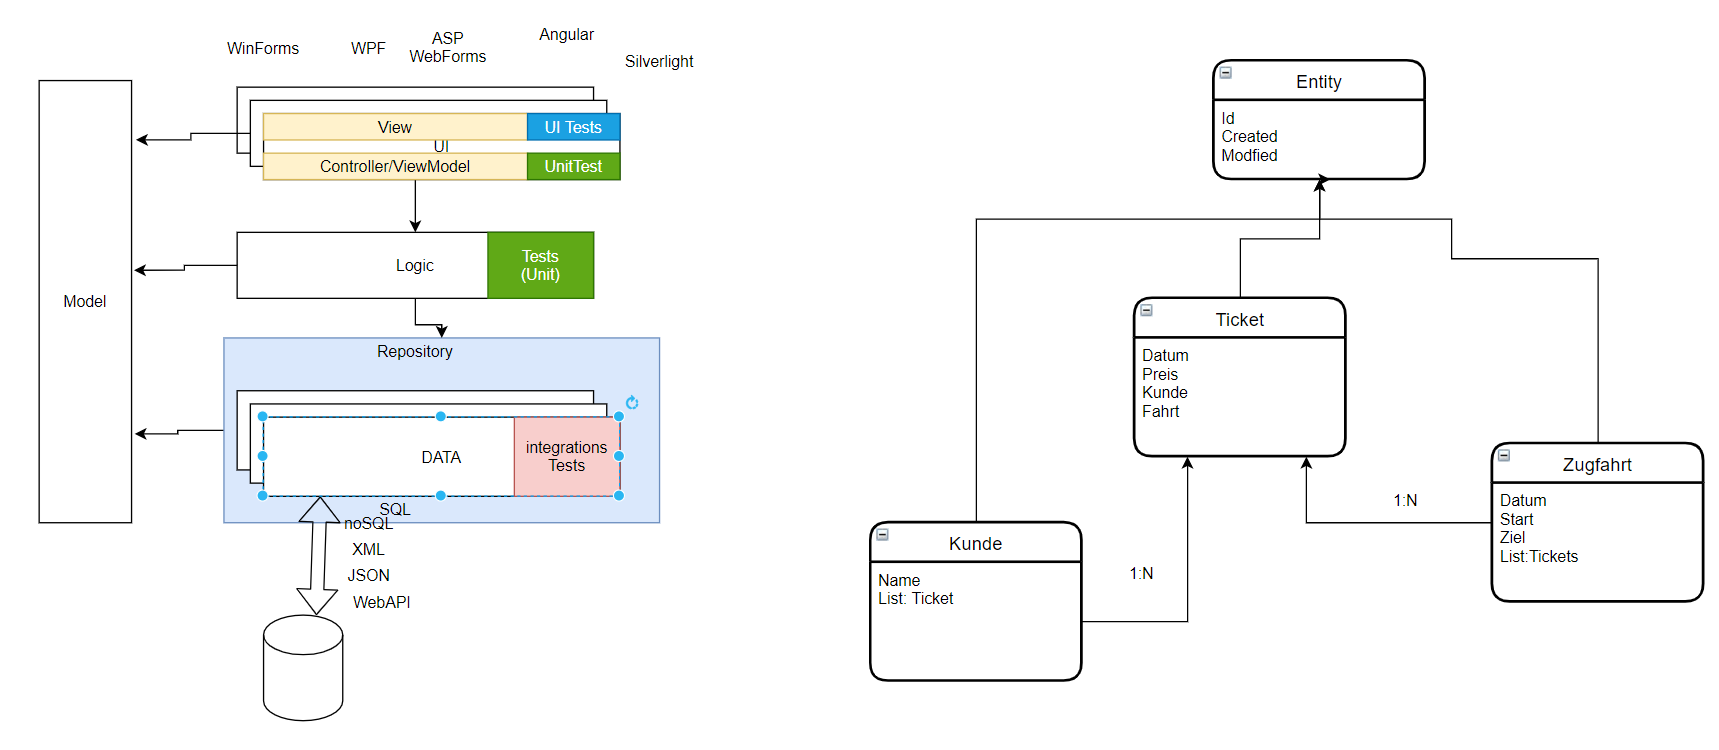 WinForms
WPF
ASP
WebForms
Angular
Silverlight
View
UI Tests
UI
Controller/ViewModel
UnitTest
Model
Logic
Tests
(Unit)
Repository
DATA
integrations
Tests
SQL
noSQL
XML
JSON
WebAPI
Entity
Id
Created
Modfied
Ticket
Datum
Preis
Kunde
Fahrt
Zugfahrt
Datum
Start
Ziel
List:Tickets
1:N
Kunde
Name
List: Ticket
1:N